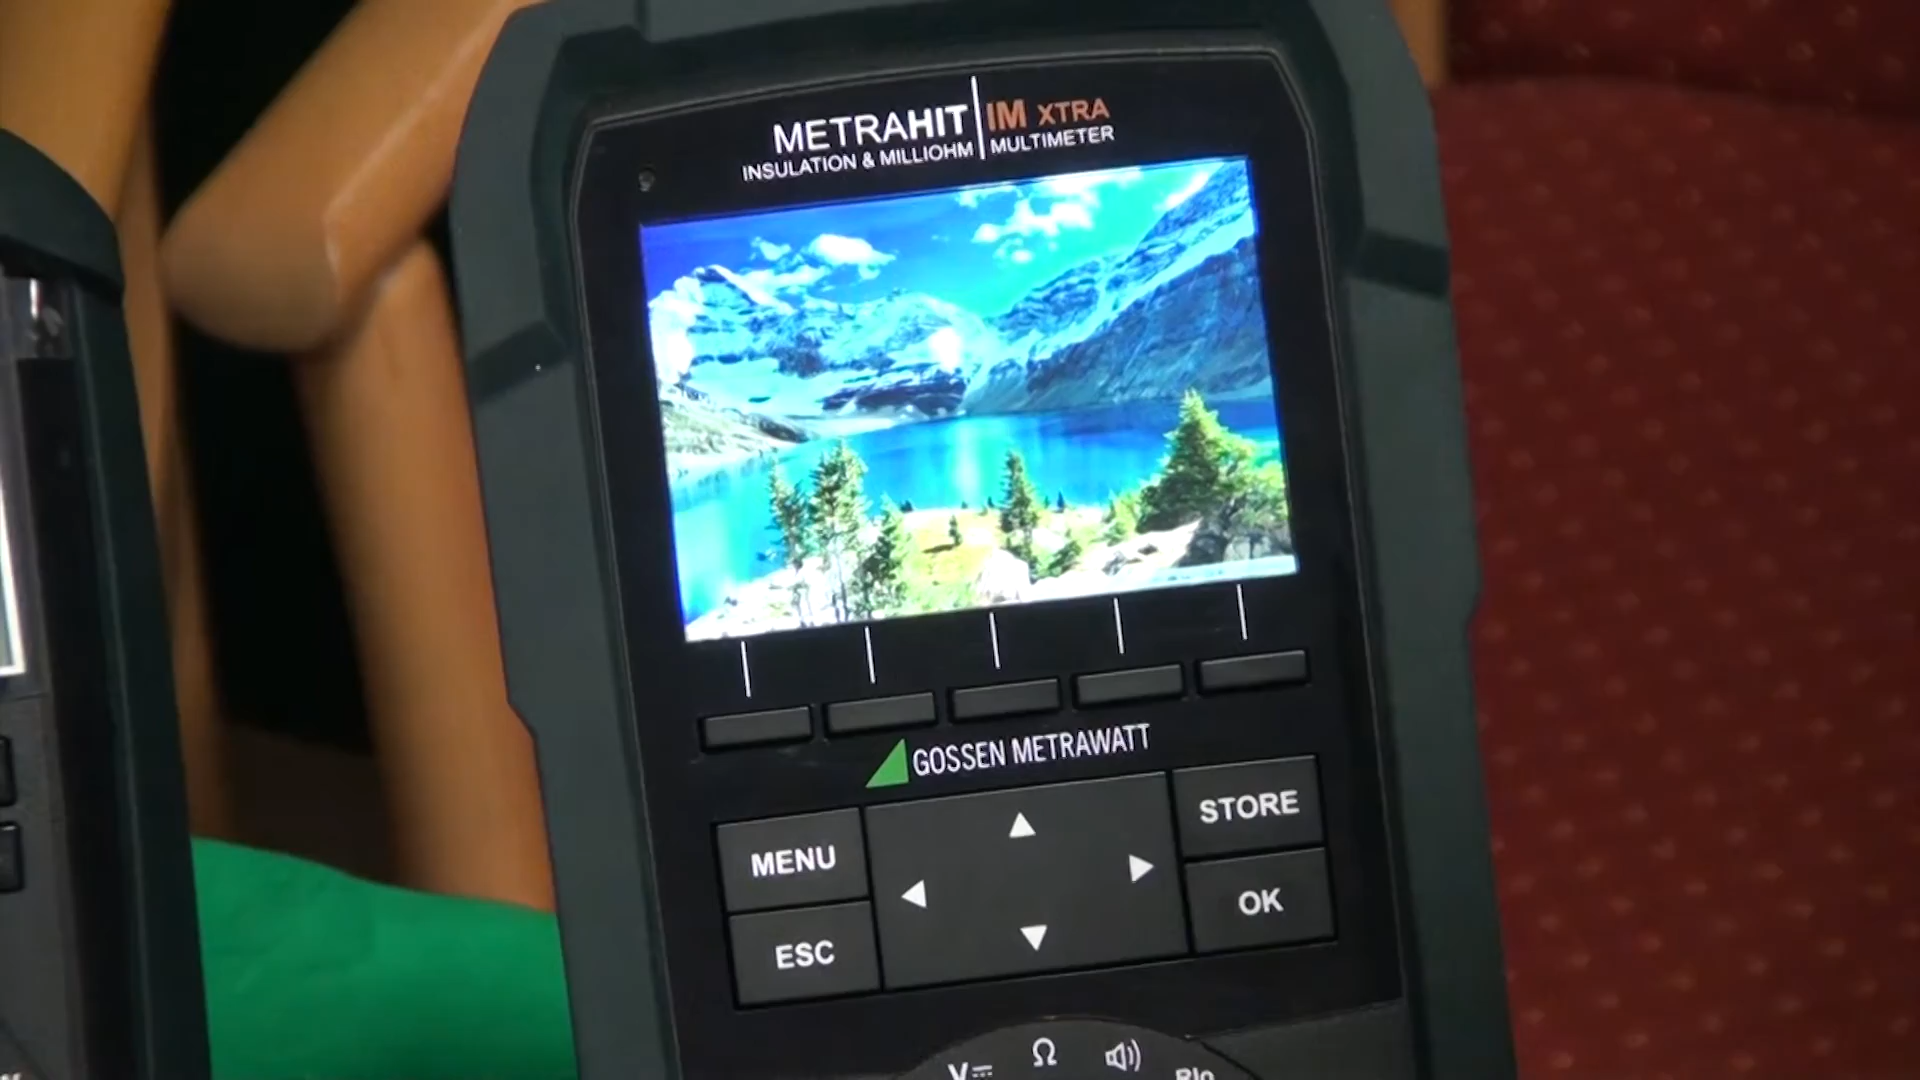 METRAHIT IM XTRA
INSULATION & MILLIOHM MULTIMETER
GOSSEN METRAWATT
MENU
STORE
ESC
OK
V
Ω